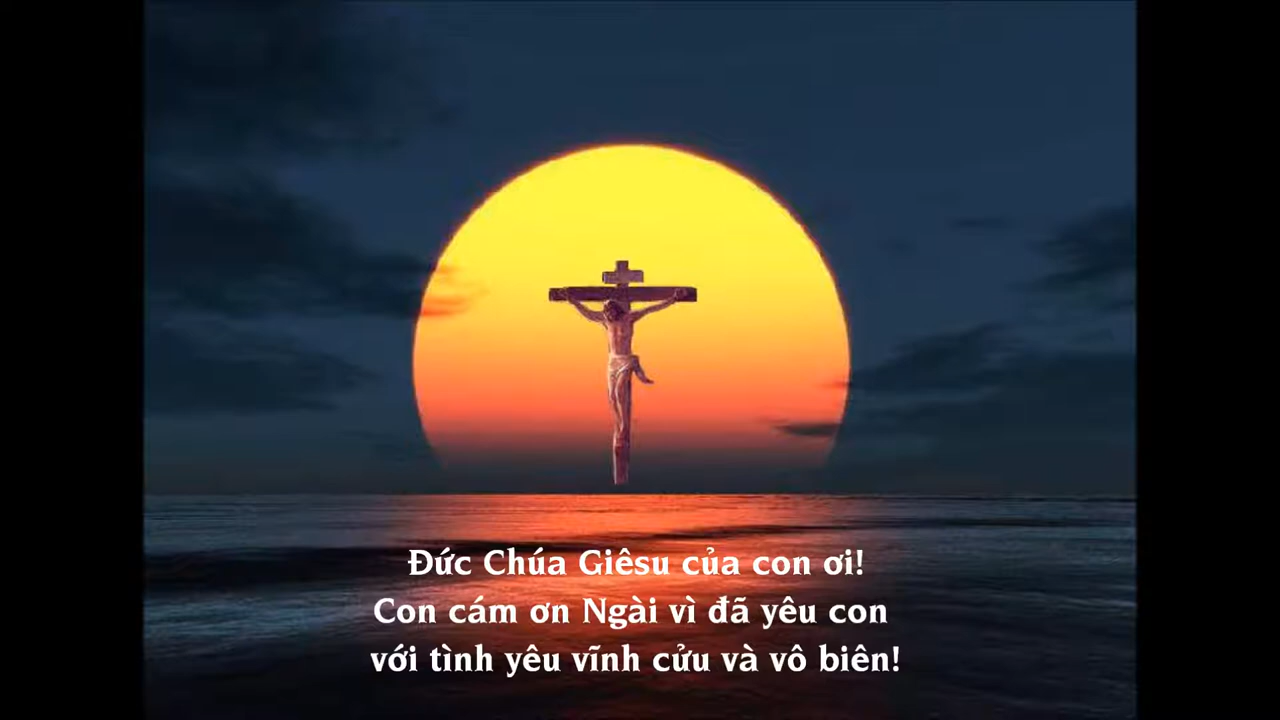 Đức Chúa Giêsu của con ơi!
Con cám ơn Ngài vì đã yêu con
với tình yêu vĩnh cửu và vô biên!